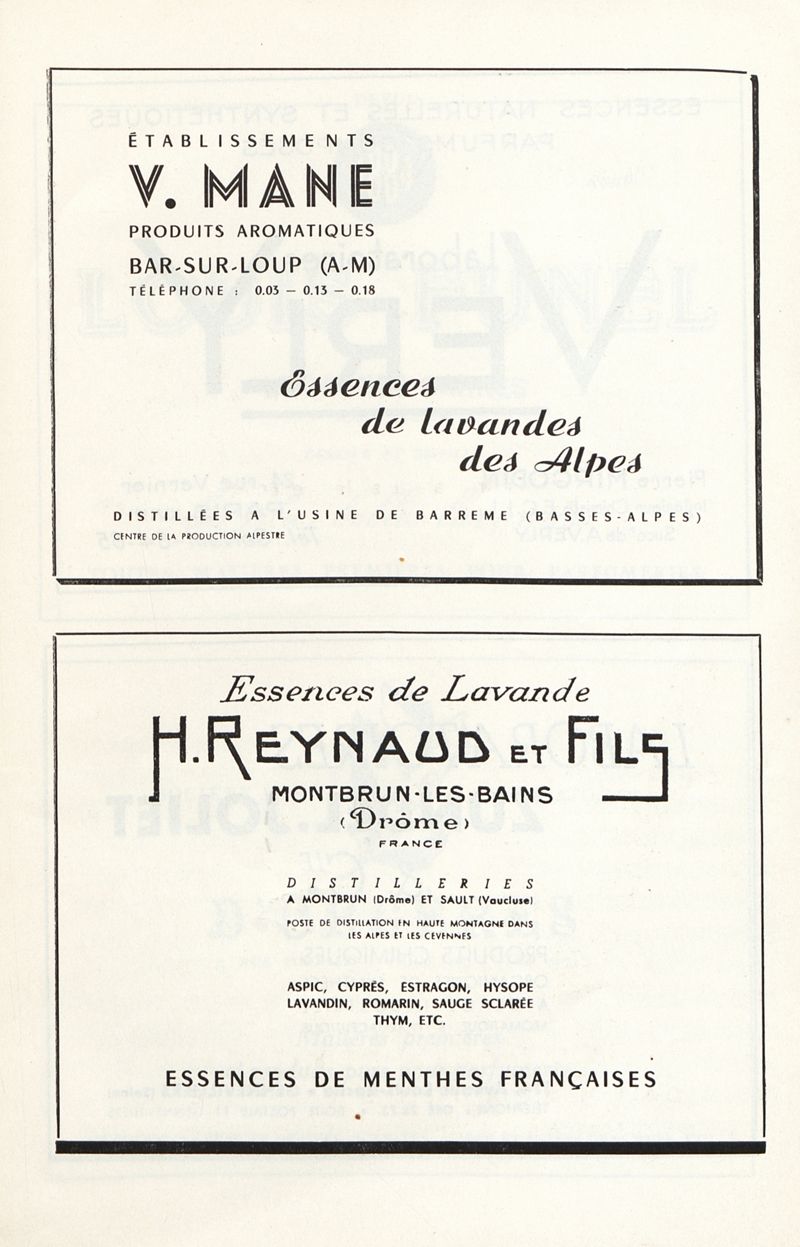 ÉTABLISSEMENTS
V. MANE
PRODUITS AROMATIQUES
BAR-SUR-LOUP (A-M)
TÉLÉPHONE : 0.03 — 0.13 — 0.18
Essences
de lavandes
des Alpes
DISTILLÉES A L'USINE DE BARREME (BASSES-ALPES)
CENTRE DE LA PRODUCTION ALPESTRE
Essences de Lavande
H. REYNAUD ET FILS
MONTBRUN-LES-BAINS
(Drôme)
FRANCE
DISTILLERIES
A MONTBRUN (Drôme) ET SAULT (Vaucluse)
POSTE DE DISTILLATION EN HAUTE MONTAGNE DANS
LES ALPES ET LES CEVENNES
ASPIC, CYPRÈS, ESTRAGON, HYSOPE
LAVANDIN, ROMARIN, SAUGE SCLARÉE
THYM, ETC.
ESSENCES DE MENTHES FRANÇAISES